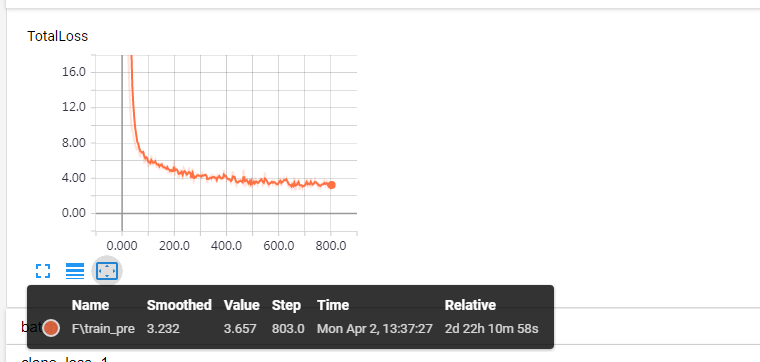 TotalLoss
16.0
12.0
8.00
4.00
0.00
0.000 200.0 400.0 600.0 800.0
Name Smoothed Value Step Time Relative
F\train_pre 3.232 3.657 803.0 Mon Apr 2, 13:37:27 2d 22h 10m 58s
bat